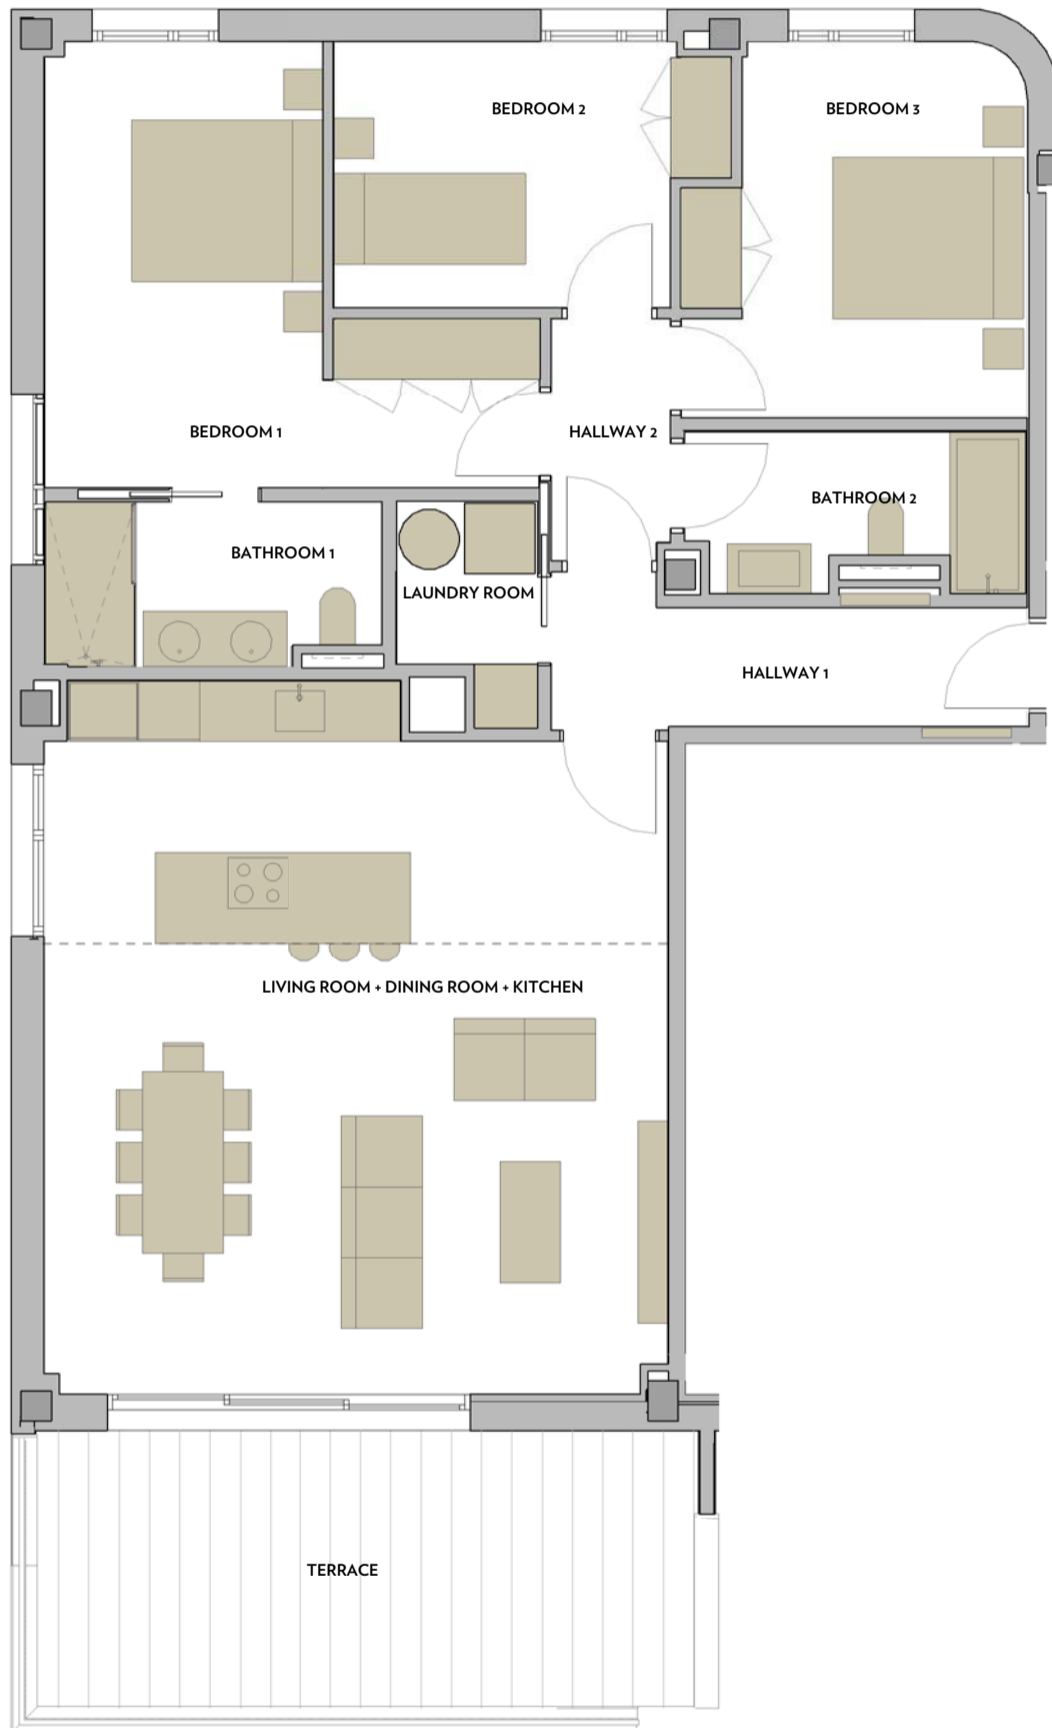 BEDROOM 2
BEDROOM 3
BEDROOM 1
HALLWAY 2
BATHROOM 2
BATHROOM 1
LAUNDRY ROOM
HALLWAY 1
LIVING ROOM + DINING ROOM + KITCHEN
TERRACE